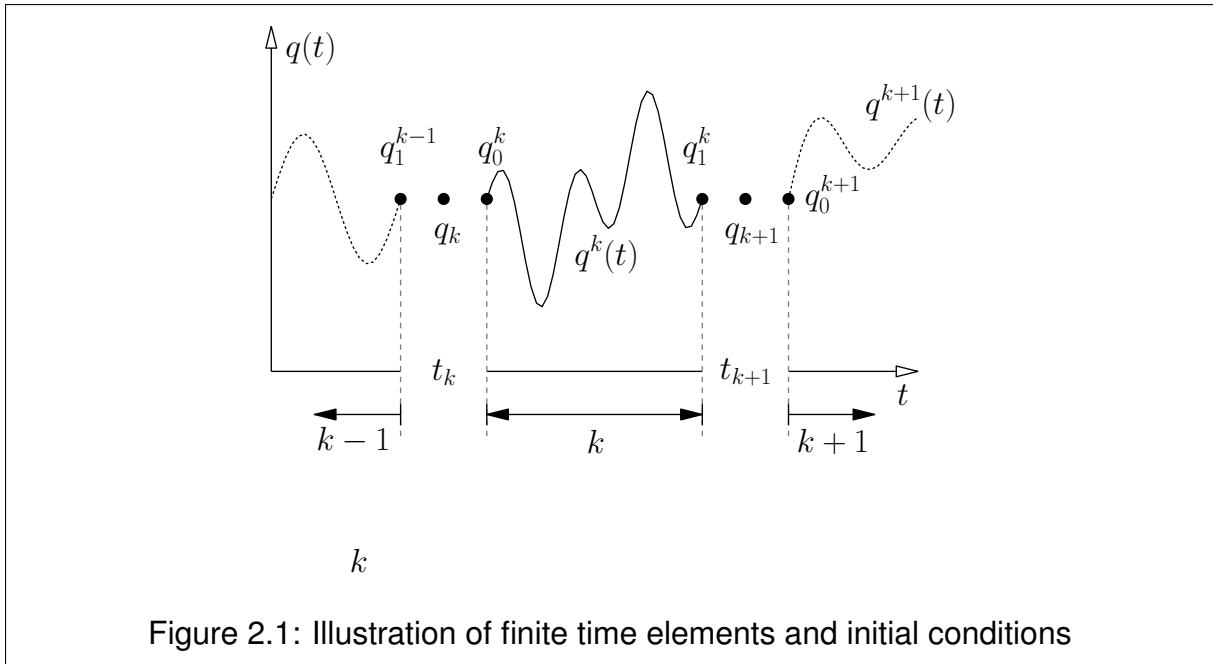 q(t)
q_1^{k-1} q_0^k q_1^k q^{k+1}(t)
q_0^{k+1}
q_k q^k(t) q_{k+1}
t_k t_{k+1} t
k − 1 k k + 1
k
Figure 2.1: Illustration of finite time elements and initial conditions